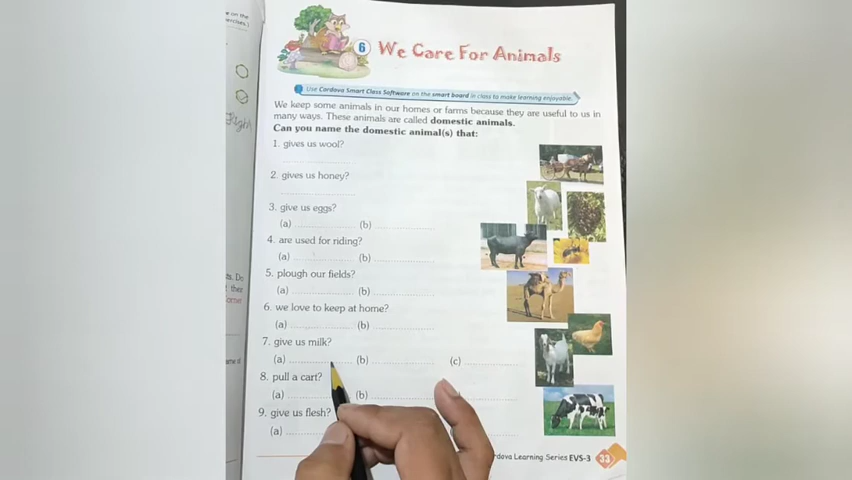 6 We Care For Animals
Use Cordova Smart Class Software on the smart board in class to make learning enjoyable.
We keep some animals in our homes or farms because they are useful to us in
many ways. These animals are called domestic animals.
Can you name the domestic animal(s) that:
1. gives us wool?
2. gives us honey?
3. give us eggs?
(a) (b)
4. are used for riding?
(a) (b)
5. plough our fields?
(a) (b)
6. we love to keep at home?
(a) (b)
7. give us milk?
(a) (b) (c)
8. pull a cart?
(a) (b)
9. give us flesh?
(a)
rdova Learning Series EVS-3 33